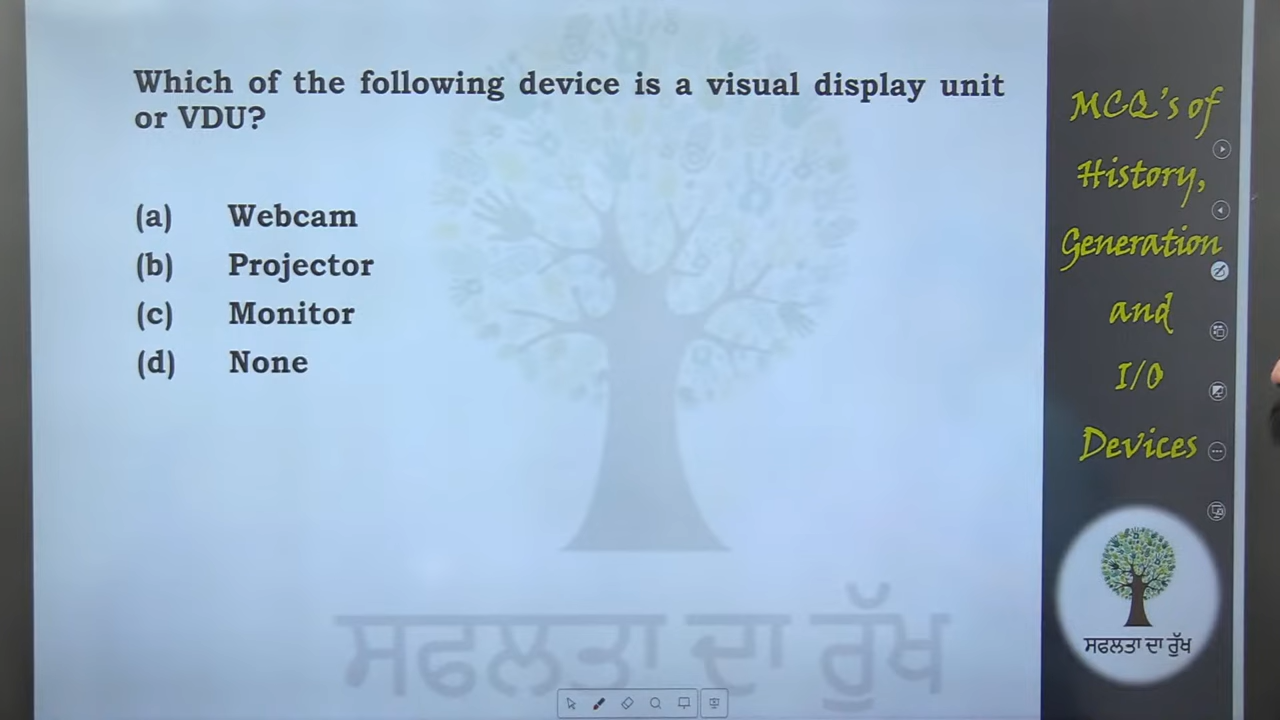 Which of the following device is a visual display unit
or VDU?
(a) Webcam
(b) Projector
(c) Monitor
(d) None
ਸਫਲਤਾ ਦਾ ਰੁੱਖ
MCQ's of
History,
Generation
and
I/O
Devices
ਸਫਲਤਾ ਦਾ ਰੁੱਖ